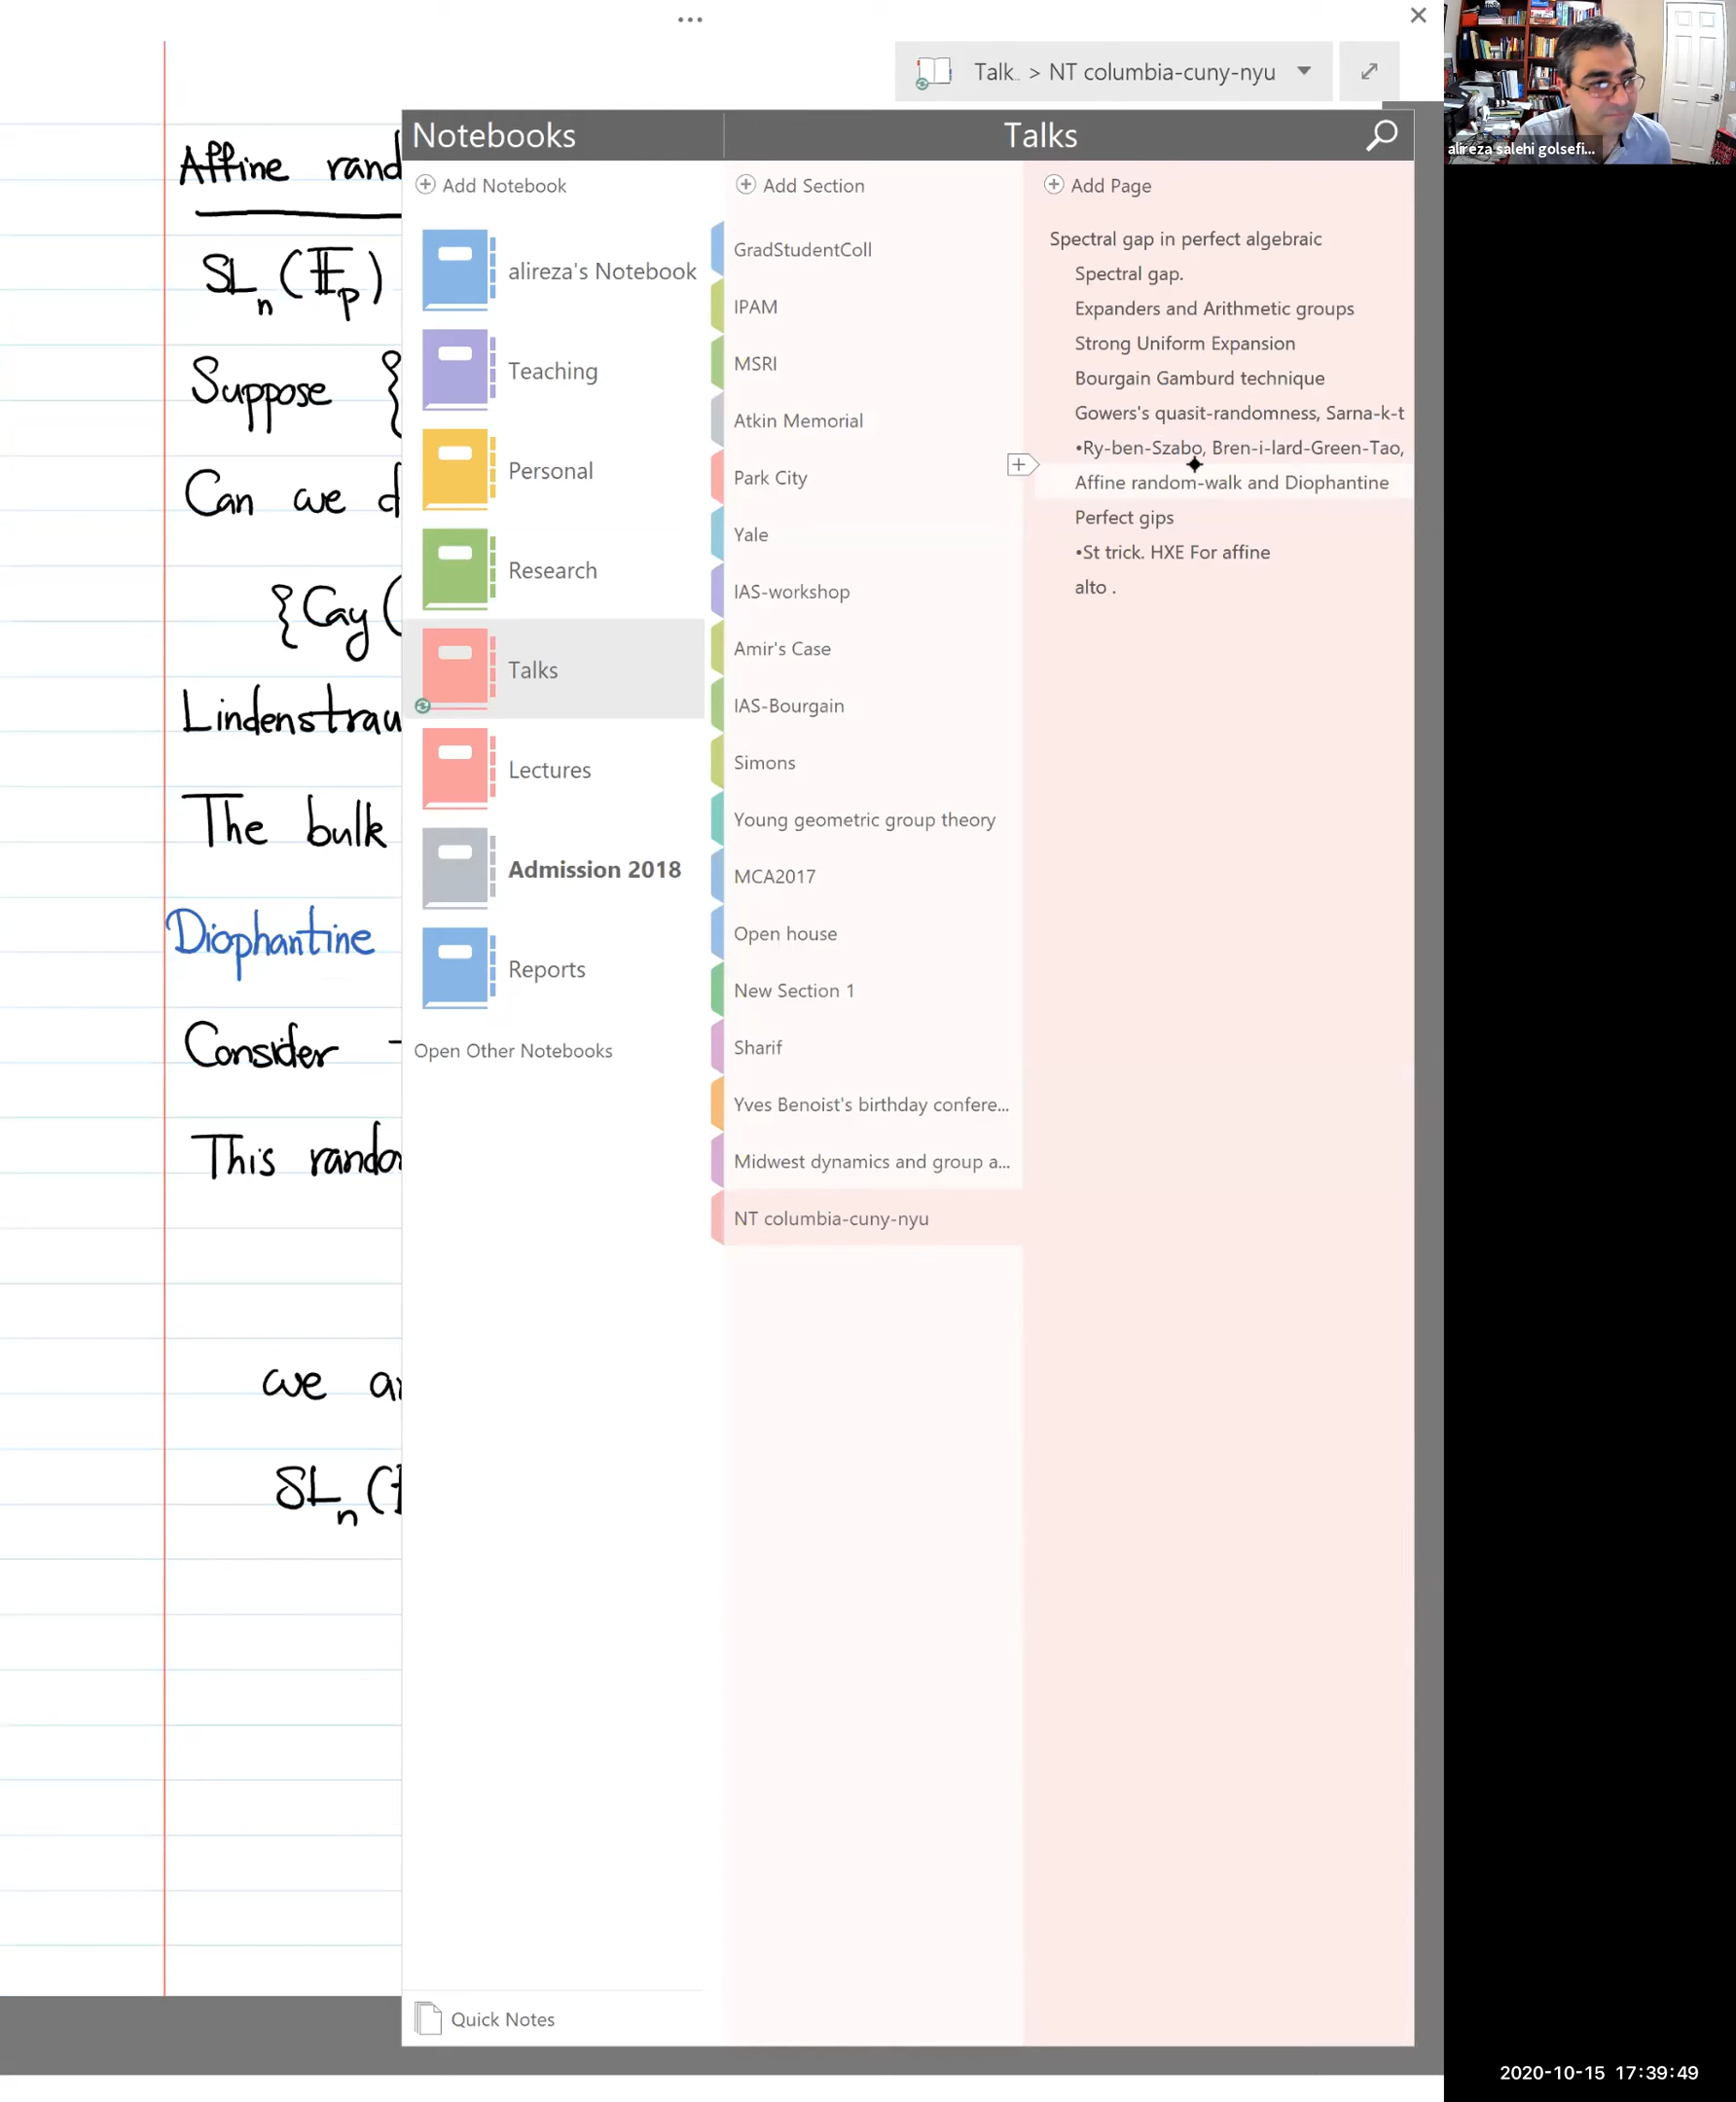 Talk.. > NT columbia-cuny-nyu
alireza salehi golsefi...
Notebooks
Talks
Add Notebook
alireza's Notebook
Teaching
Personal
Research
Talks
Lectures
Admission 2018
Reports
Open Other Notebooks
Quick Notes
Add Section
GradStudentColl
IPAM
MSRI
Atkin Memorial
Park City
Yale
IAS-workshop
Amir's Case
IAS-Bourgain
Simons
Young geometric group theory
MCA2017
Open house
New Section 1
Sharif
Yves Benoist's birthday confere...
Midwest dynamics and group a...
NT columbia-cuny-nyu
Add Page
Spectral gap in perfect algebraic
Spectral gap.
Expanders and Arithmetic groups
Strong Uniform Expansion
Bourgain Gamburd technique
Gowers's quasit-randomness, Sarna-k-t
•Ry-ben-Szabo, Bren-i-lard-Green-Tao,
Affine random-walk and Diophantine
Perfect gips
•St trick. HXE For affine
alto .
Affine rand
SLn(𝔽p)
Suppose {
Can we d
{Cay(
Lindenstrau
The bulk
Diophantine
Consider
This rando
we a
SLn(
2020-10-15 17:39:49